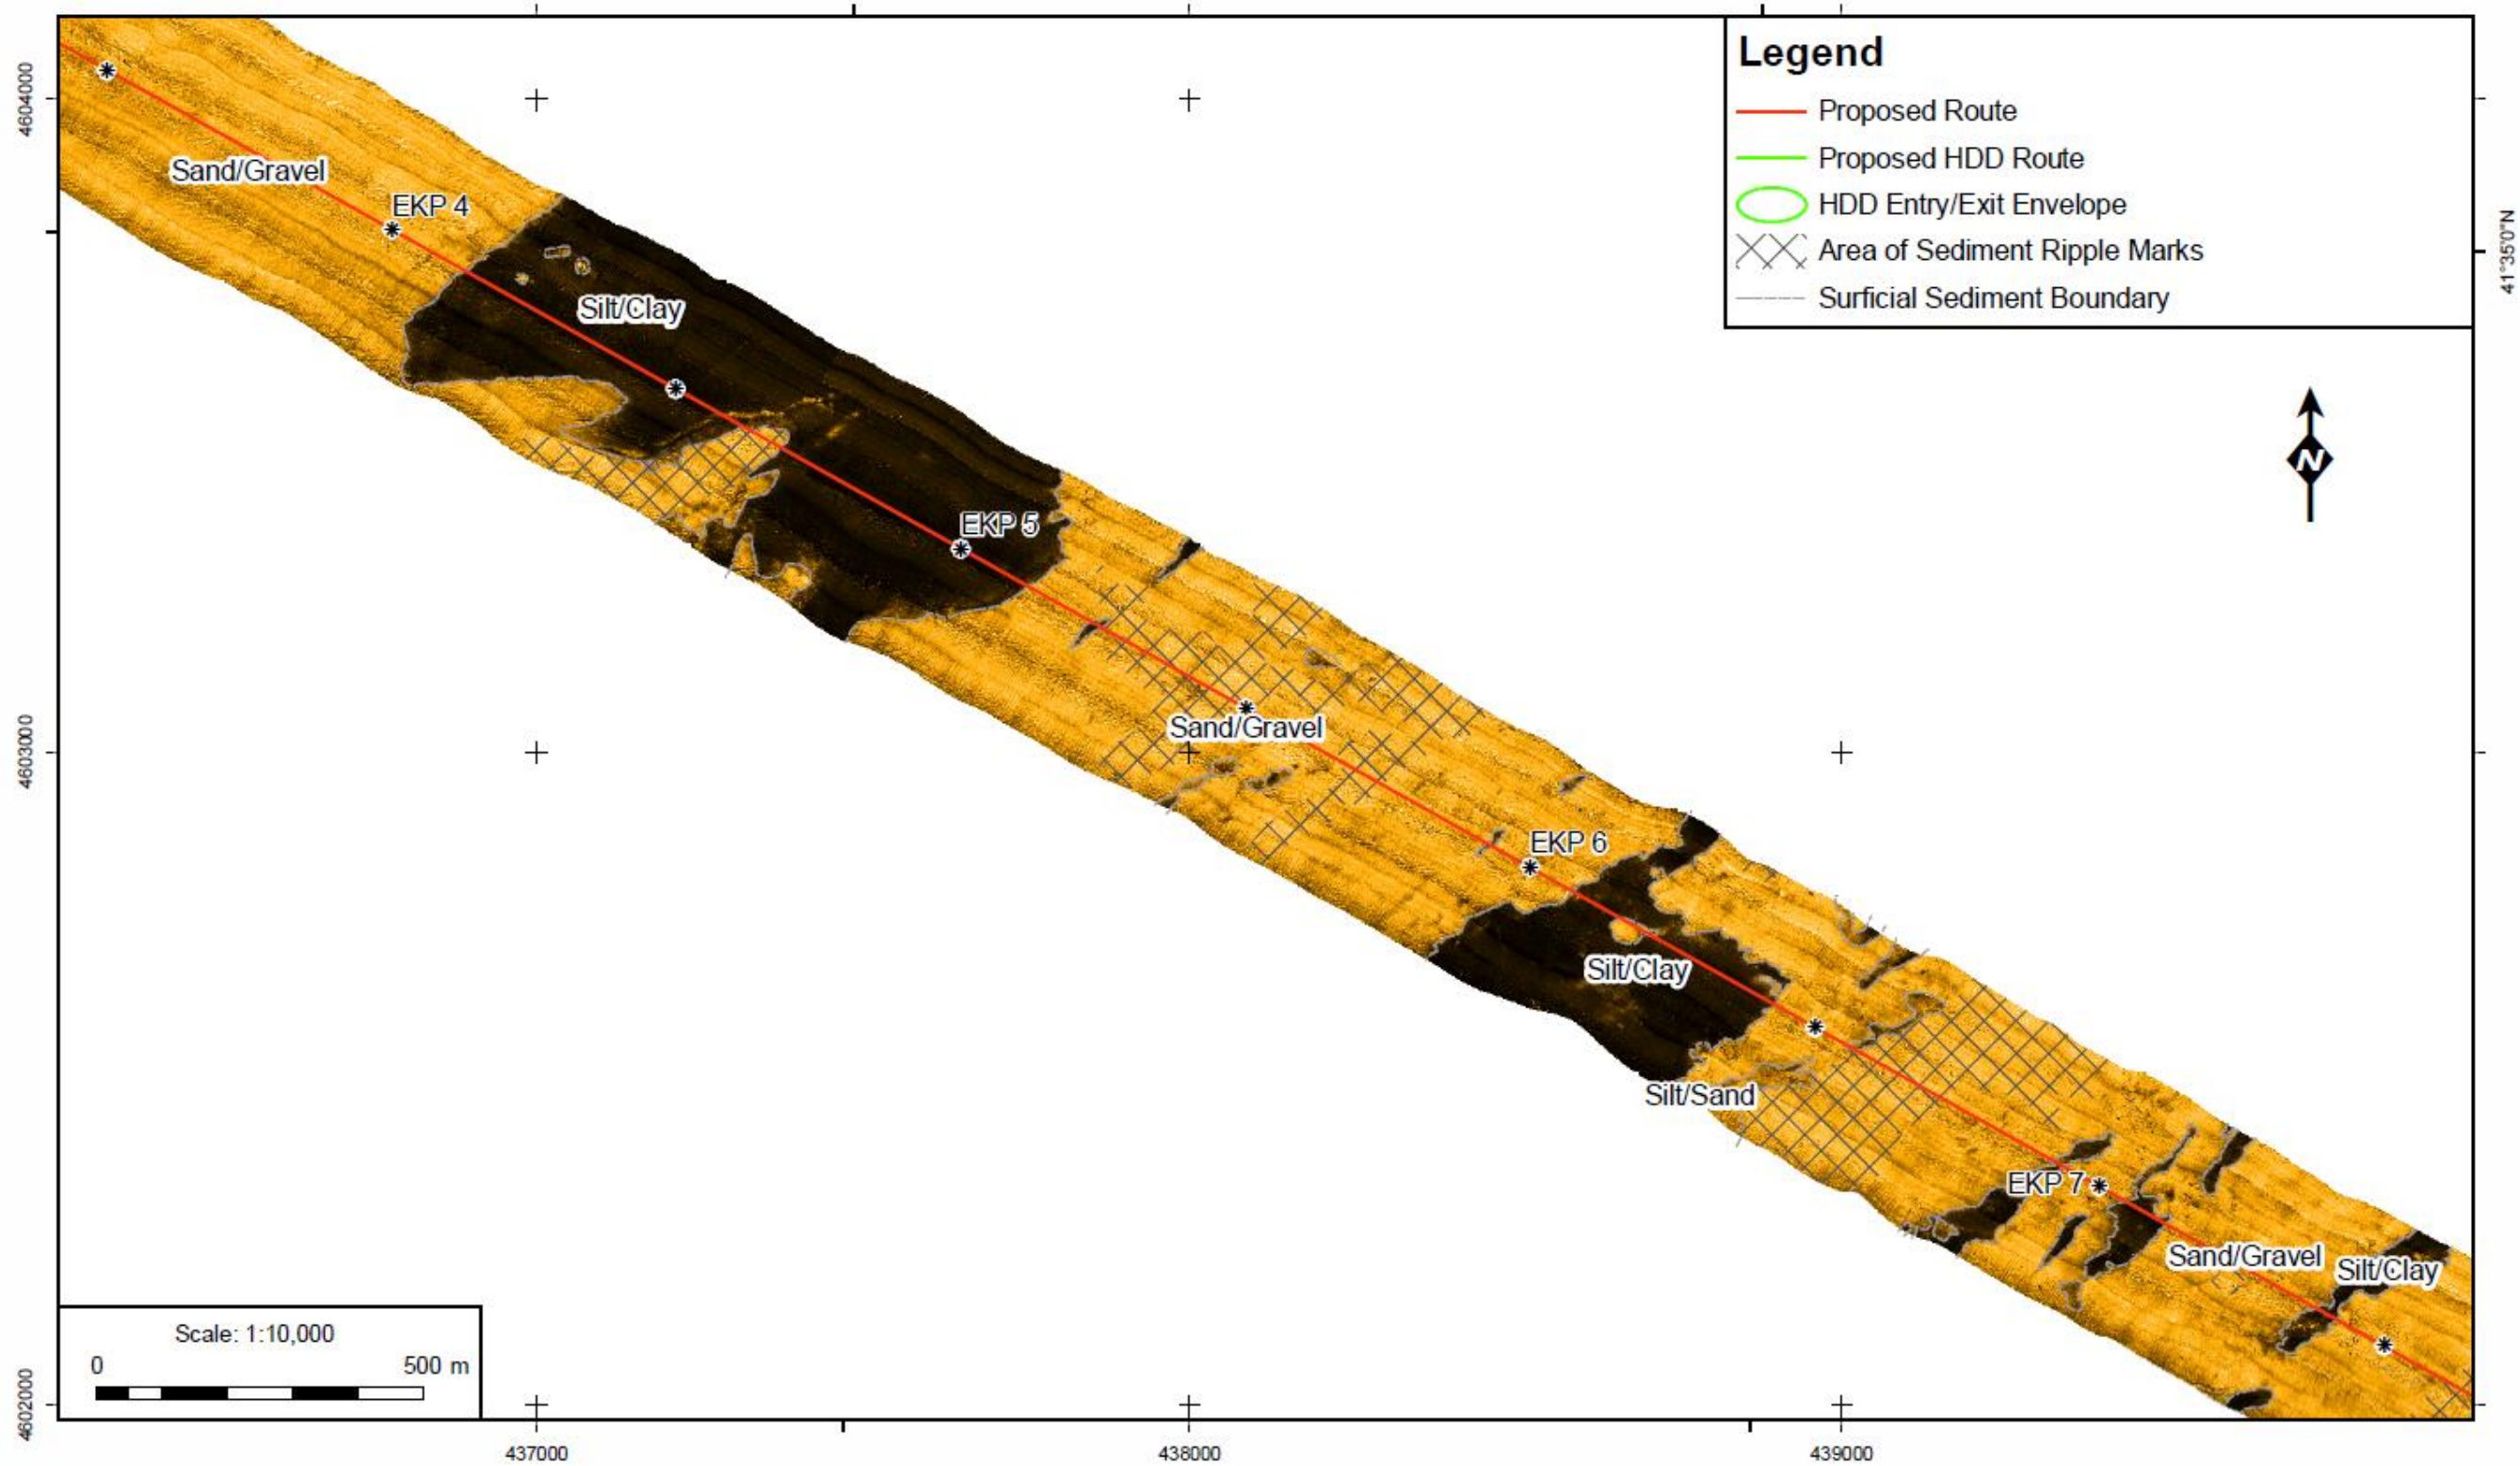 Legend
Proposed Route
Proposed HDD Route
HDD Entry/Exit Envelope
Area of Sediment Ripple Marks
Surficial Sediment Boundary
4604000
41°35'0"N
Sand/Gravel
EKP 4
Silt/Clay
N
EKP 5
4603000
Sand/Gravel
EKP 6
Silt/Clay
Silt/Sand
EKP 7
Sand/Gravel
Silt/Clay
Scale: 1:10,000
0 500 m
4602000
437000 438000 439000